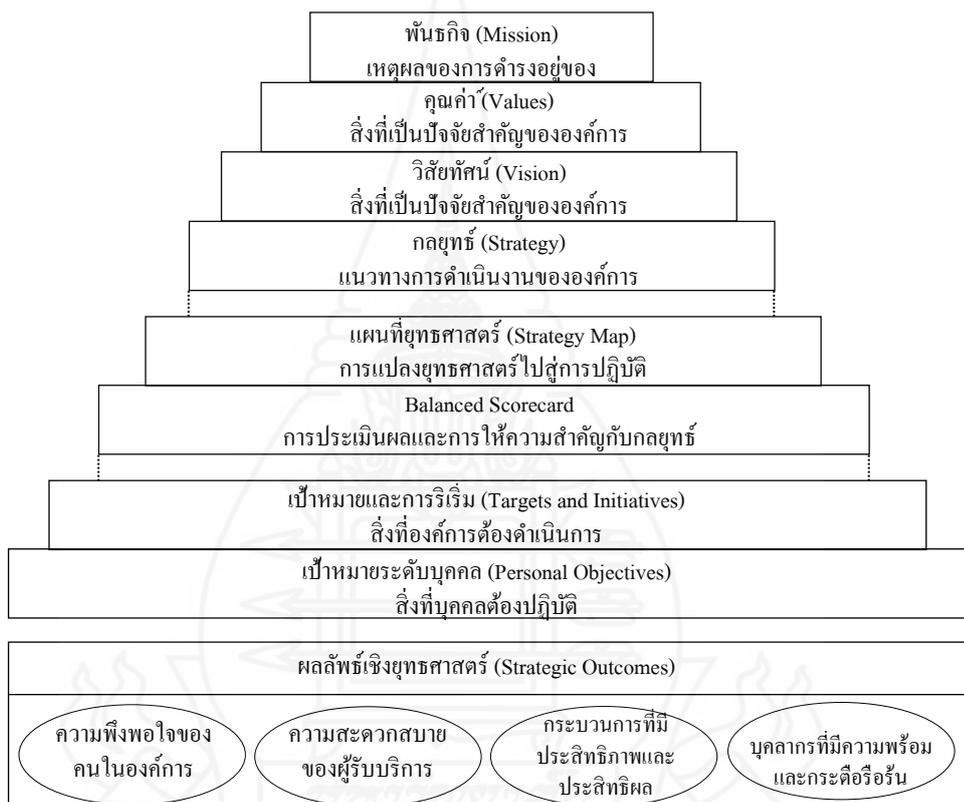 พันธกิจ (Mission)
เหตุผลของการดำรงอยู่ของ
คุณค่า์ (Values)
สิ่งที่เป็นปัจจัยสำคัญขององค์การ
วิสัยทัศน์ (Vision)
สิ่งที่เป็นปัจจัยสำคัญขององค์การ
กลยุทธ์ (Strategy)
แนวทางการดำเนินงานขององค์การ
แผนที่ยุทธศาสตร์ (Strategy Map)
การแปลงยุทธศาสตร์ไปสู่การปฏิบัติ
Balanced Scorecard
การประเมินผลและการให้ความสำคัญกับกลยุทธ์
เป้าหมายและการริเริ่ม (Targets and Initiatives)
สิ่งที่องค์การต้องดำเนินการ
เป้าหมายระดับบุคคล (Personal Objectives)
สิ่งที่บุคคลต้องปฏิบัติ
ผลลัพธ์เชิงยุทธศาสตร์ (Strategic Outcomes)
ความพึงพอใจของ
คนในองค์การ
ความสะดวกสบาย
ของผู้รับบริการ
กระบวนการที่มี
ประสิทธิภาพและ
ประสิทธิผล
บุคลากรที่มีความพร้อม
และกระตือรือร้น